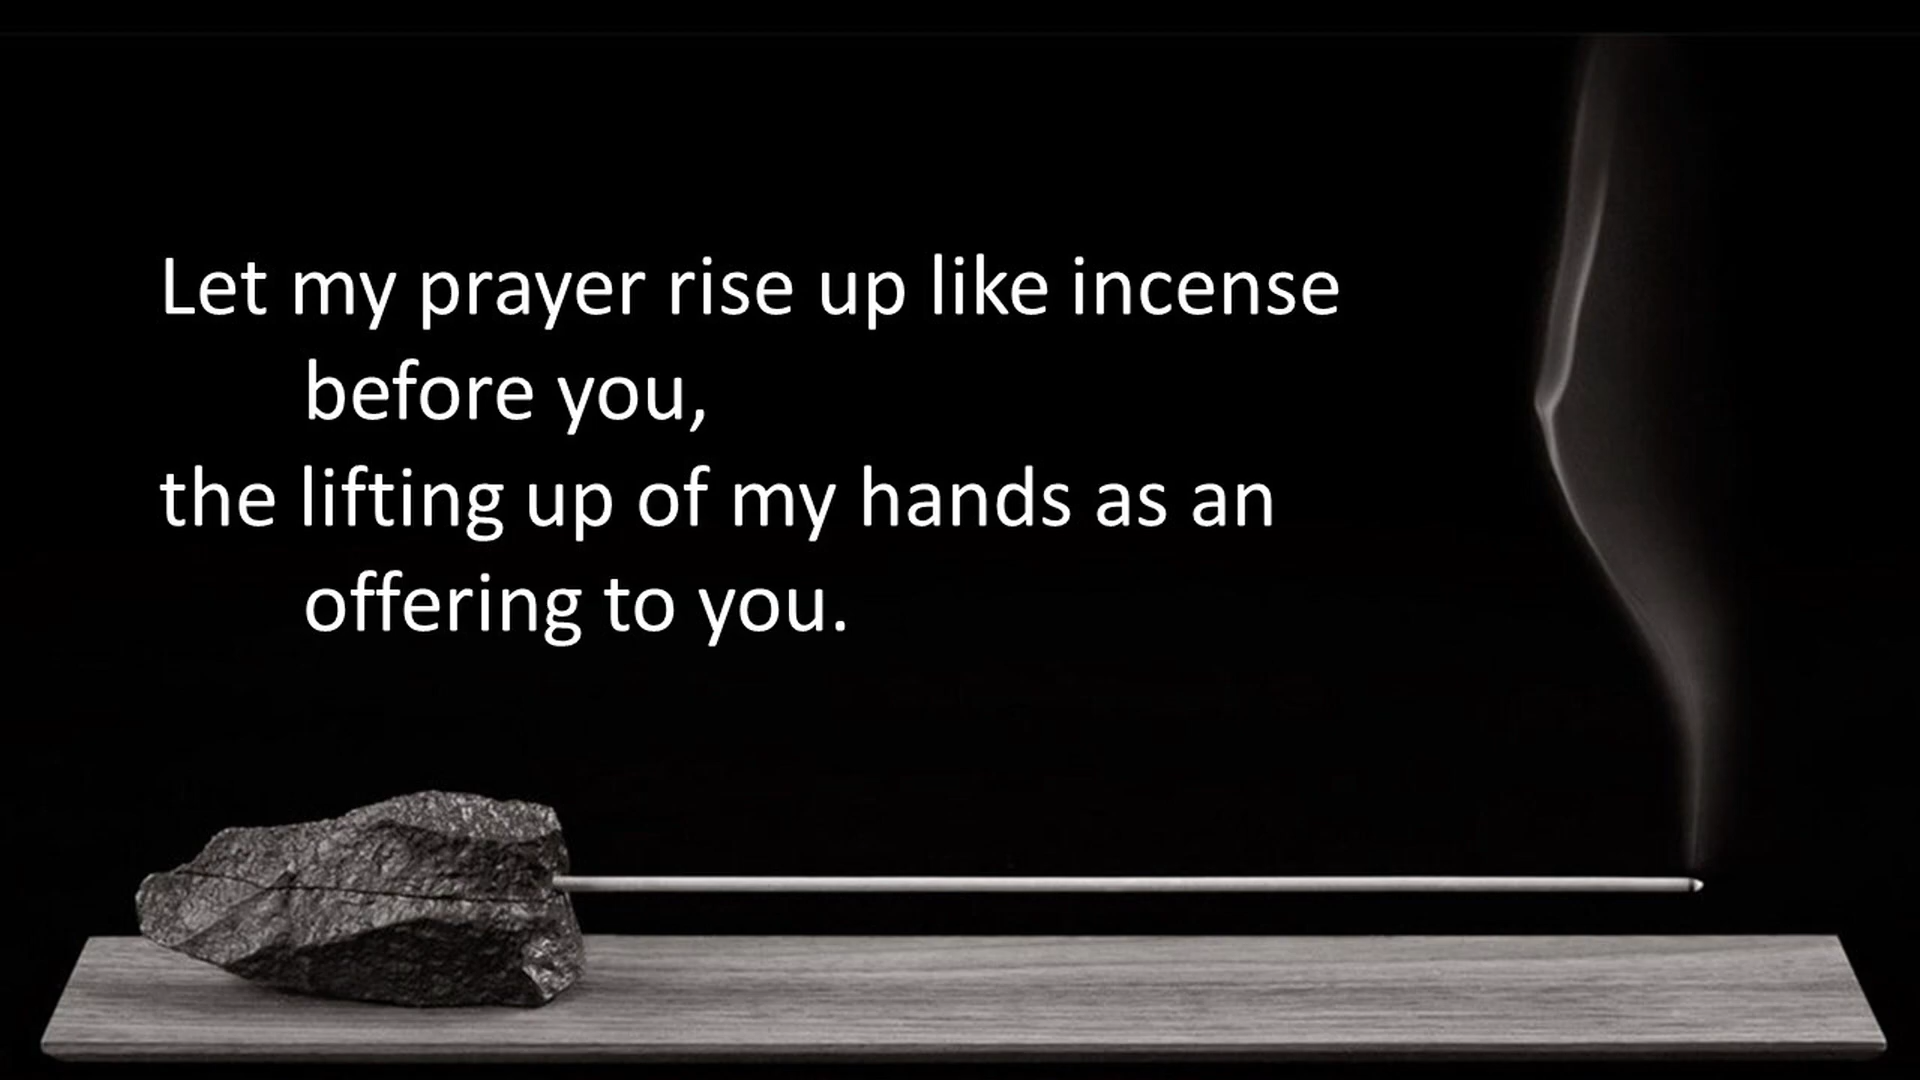 Let my prayer rise up like incense
before you,
the lifting up of my hands as an
offering to you.